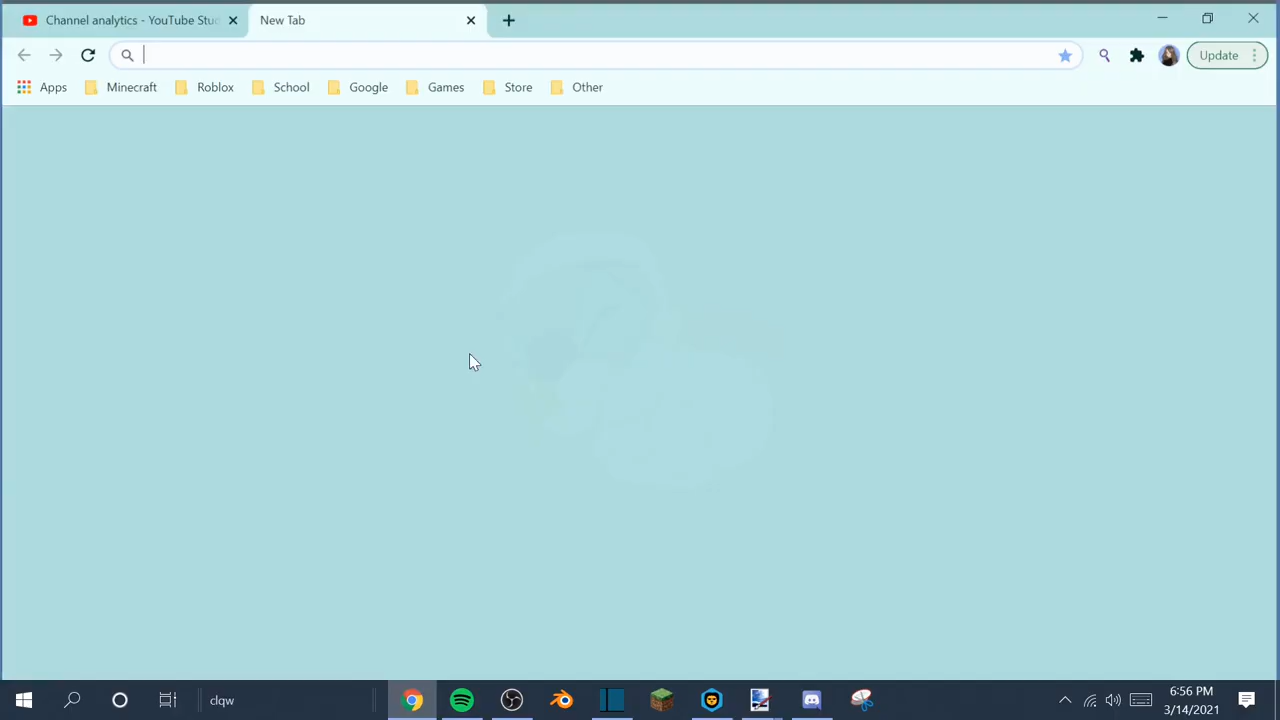 Channel analytics - YouTube Stud
New Tab
Update
Apps Minecraft Roblox School Google Games Store Other
clqw
6:56 PM
3/14/2021